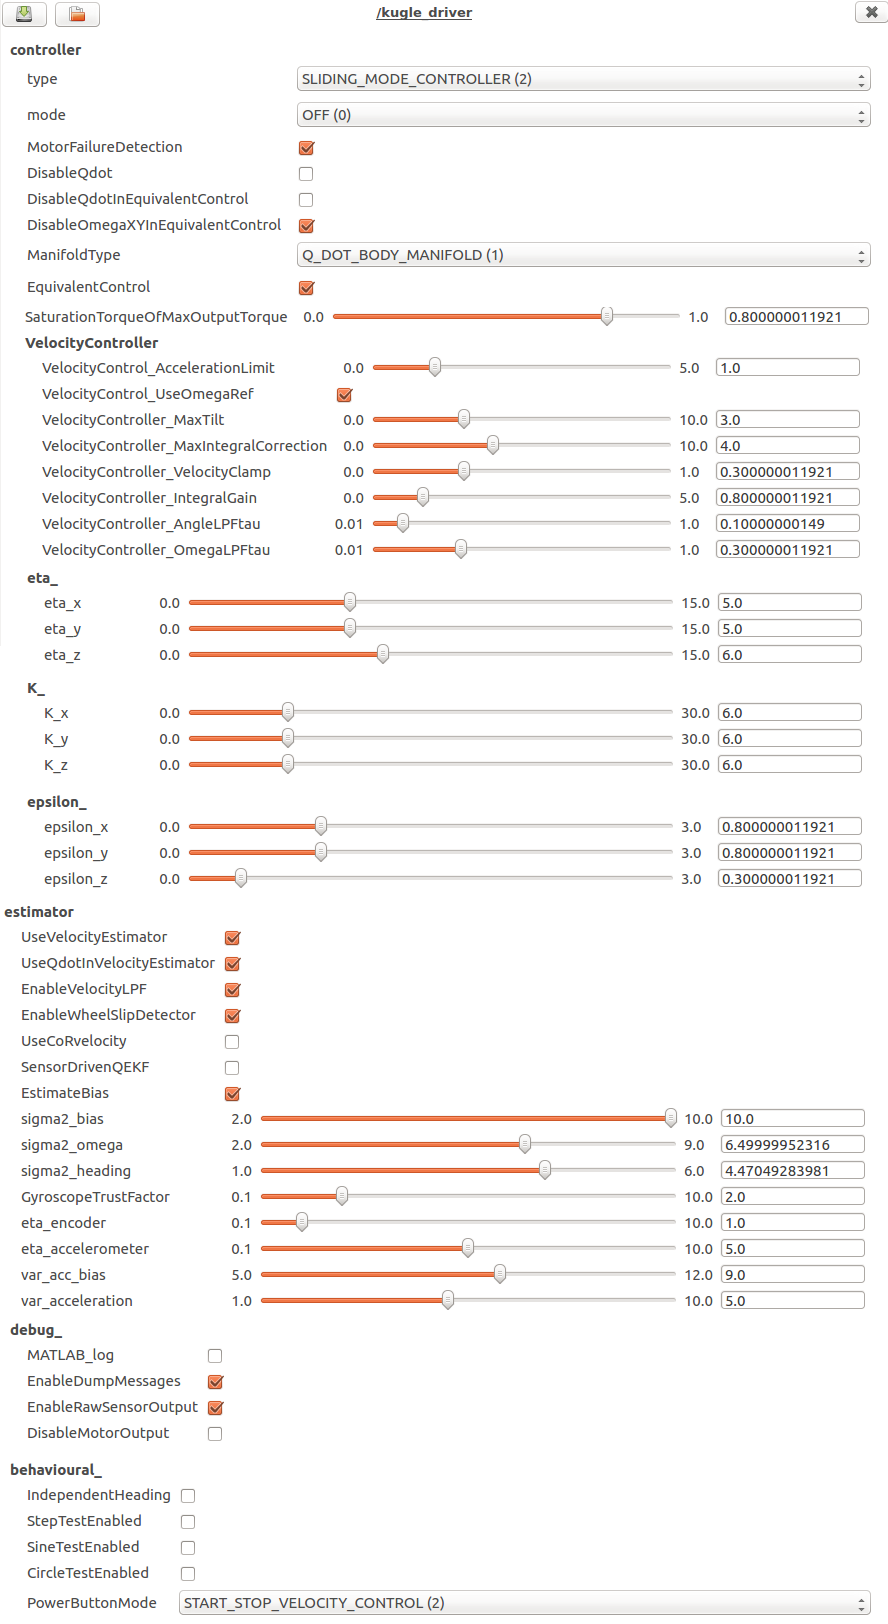 /kugle_driver
controller
type SLIDING_MODE_CONTROLLER (2)
mode OFF (0)
MotorFailureDetection
DisableQdot
DisableQdotInEquivalentControl
DisableOmegaXYInEquivalentControl
ManifoldType Q_DOT_BODY_MANIFOLD (1)
EquivalentControl
SaturationTorqueOfMaxOutputTorque 0.0 1.0 0.800000011921
VelocityController
VelocityControl_AccelerationLimit 0.0 5.0 1.0
VelocityControl_UseOmegaRef
VelocityController_MaxTilt 0.0 10.0 3.0
VelocityController_MaxIntegralCorrection 0.0 10.0 4.0
VelocityController_VelocityClamp 0.0 1.0 0.300000011921
VelocityController_IntegralGain 0.0 5.0 0.800000011921
VelocityController_AngleLPFtau 0.01 1.0 0.10000000149
VelocityController_OmegaLPFtau 0.01 1.0 0.300000011921
eta_
eta_x 0.0 15.0 5.0
eta_y 0.0 15.0 5.0
eta_z 0.0 15.0 6.0
K_
K_x 0.0 30.0 6.0
K_y 0.0 30.0 6.0
K_z 0.0 30.0 6.0
epsilon_
epsilon_x 0.0 3.0 0.800000011921
epsilon_y 0.0 3.0 0.800000011921
epsilon_z 0.0 3.0 0.300000011921
estimator
UseVelocityEstimator
UseQdotInVelocityEstimator
EnableVelocityLPF
EnableWheelSlipDetector
UseCoRvelocity
SensorDrivenQEKF
EstimateBias
sigma2_bias 2.0 10.0 10.0
sigma2_omega 2.0 9.0 6.49999952316
sigma2_heading 1.0 6.0 4.47049283981
GyroscopeTrustFactor 0.1 10.0 2.0
eta_encoder 0.1 10.0 1.0
eta_accelerometer 0.1 10.0 5.0
var_acc_bias 5.0 12.0 9.0
var_acceleration 1.0 10.0 5.0
debug_
MATLAB_log
EnableDumpMessages
EnableRawSensorOutput
DisableMotorOutput
behavioural_
IndependentHeading
StepTestEnabled
SineTestEnabled
CircleTestEnabled
PowerButtonMode START_STOP_VELOCITY_CONTROL (2)